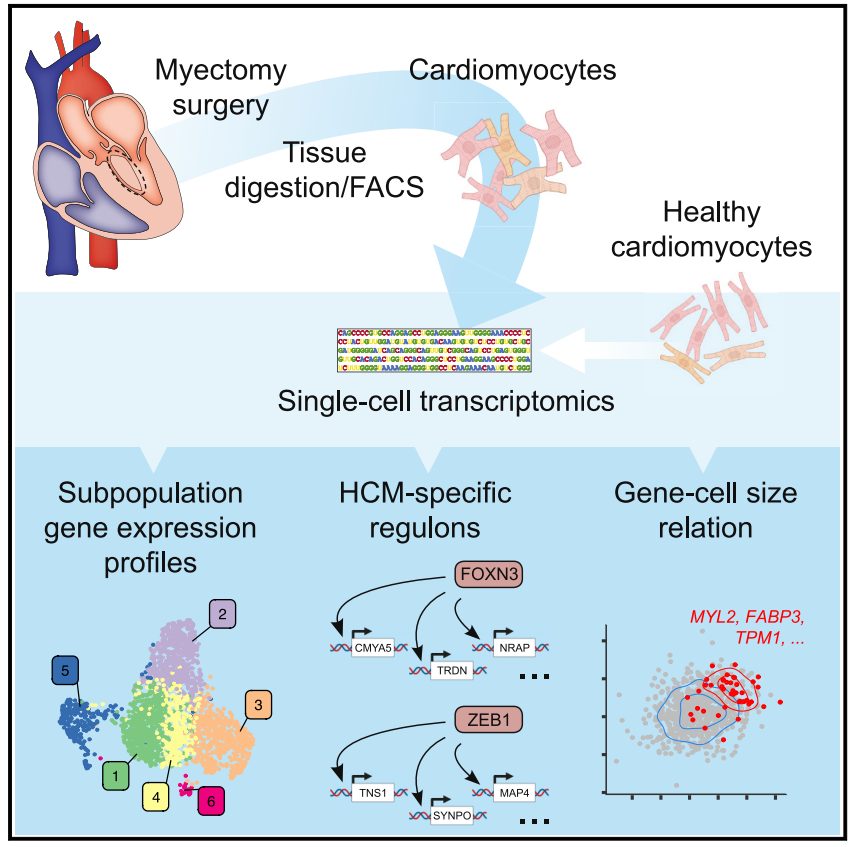 Myectomy
surgery
Cardiomyocytes
Tissue
digestion/FACS
Healthy
cardiomyocytes
Single-cell transcriptomics
Subpopulation
gene expression
profiles
HCM-specific
regulons
Gene-cell size
relation
2
5
3
1
4
6
FOXN3
CMYA5
NRAP
TRDN
...
ZEB1
TNS1
MAP4
SYNPO
...
MYL2, FABP3,
TPM1, ...